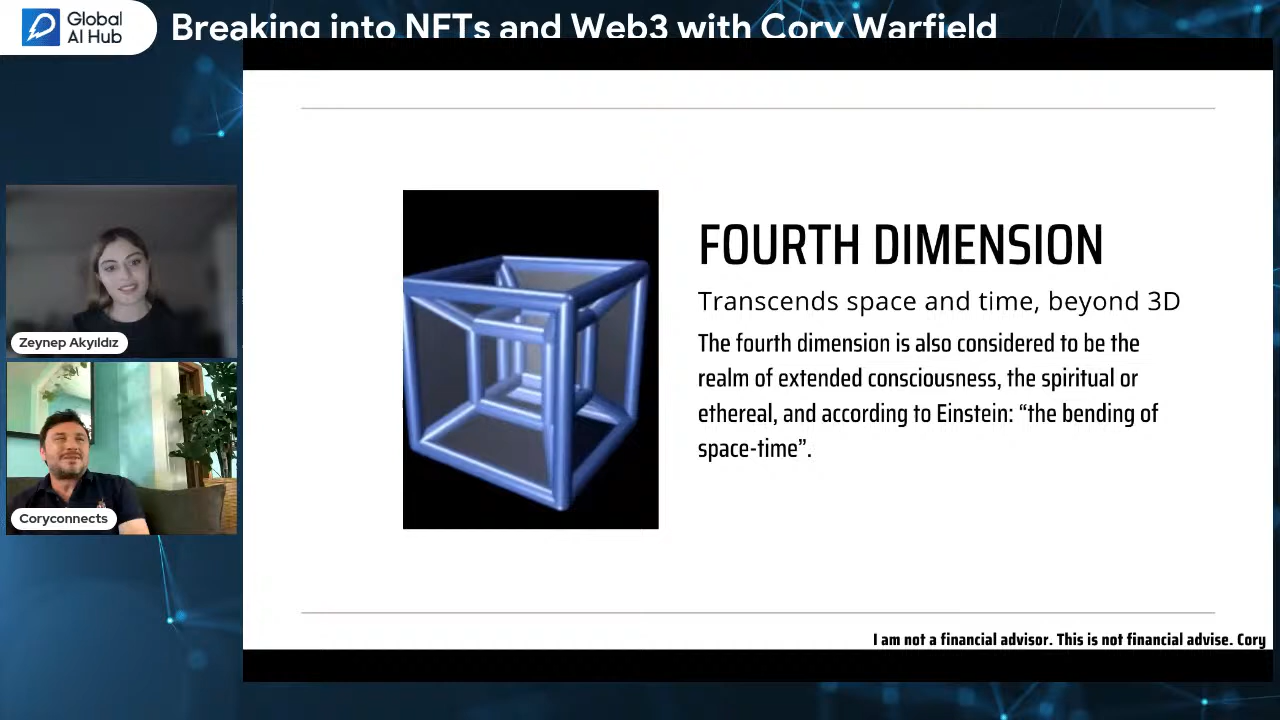 Global
AI Hub
Breaking into NFTs and Web3 with Cory Warfield
FOURTH DIMENSION
Transcends space and time, beyond 3D
The fourth dimension is also considered to be the
realm of extended consciousness, the spiritual or
ethereal, and according to Einstein: “the bending of
space-time”.
Zeynep Akyıldız
Coryconnects
I am not a financial advisor. This is not financial advise. Cory